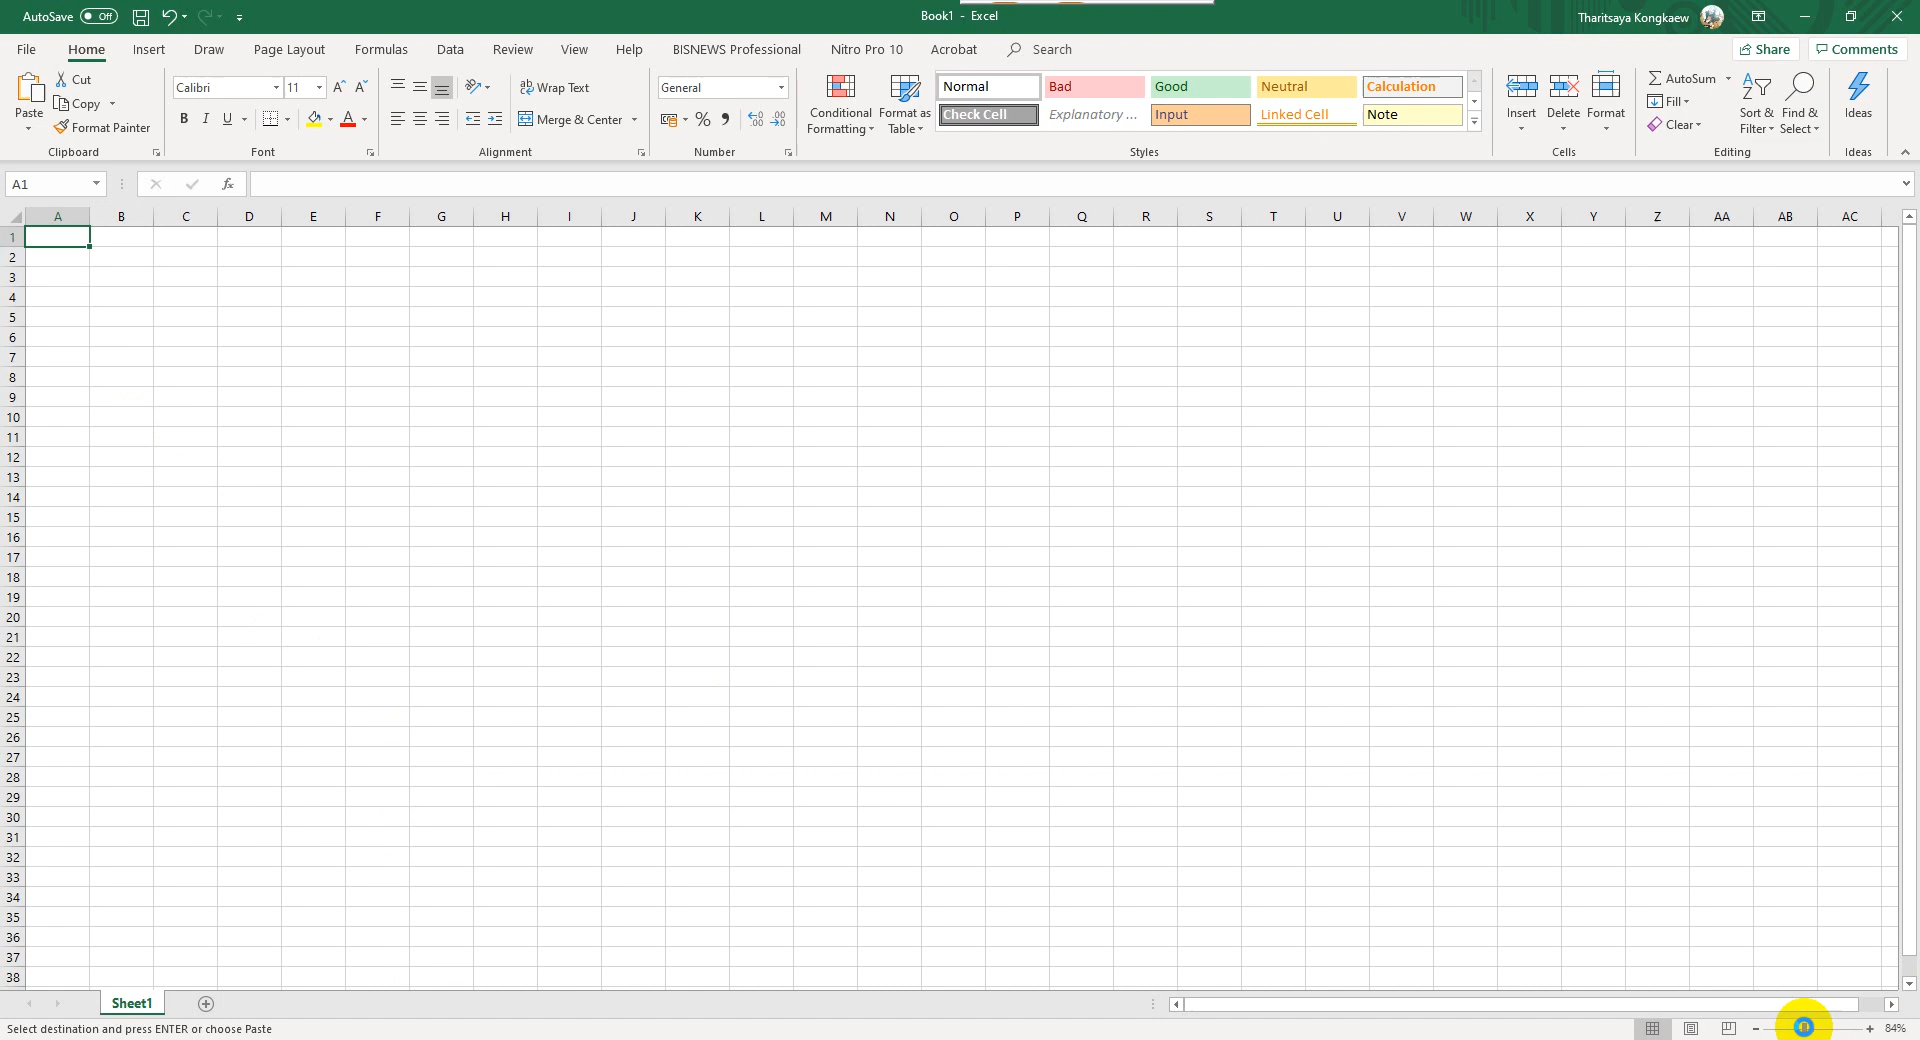 AutoSave Off
Book1 - Excel
Tharitsaya Kongkaew
File Home Insert Draw Page Layout Formulas Data Review View Help BISNEWS Professional Nitro Pro 10 Acrobat Search
Share Comments
Paste
Cut
Copy
Format Painter
Clipboard
Calibri 11
B I U A
Font
Wrap Text
Merge & Center
Alignment
General
%
Number
Conditional Formatting
Format as Table
Normal Bad Good Neutral Calculation
Check Cell Explanatory ... Input Linked Cell Note
Styles
Insert Delete Format
Cells
AutoSum
Fill
Clear
Sort & Filter
Find & Select
Editing
Ideas
Ideas
A1 fx
A B C D E F G H I J K L M N O P Q R S T U V W X Y Z AA AB AC
1
2
3
4
5
6
7
8
9
10
11
12
13
14
15
16
17
18
19
20
21
22
23
24
25
26
27
28
29
30
31
32
33
34
35
36
37
38
Sheet1
Select destination and press ENTER or choose Paste
84%